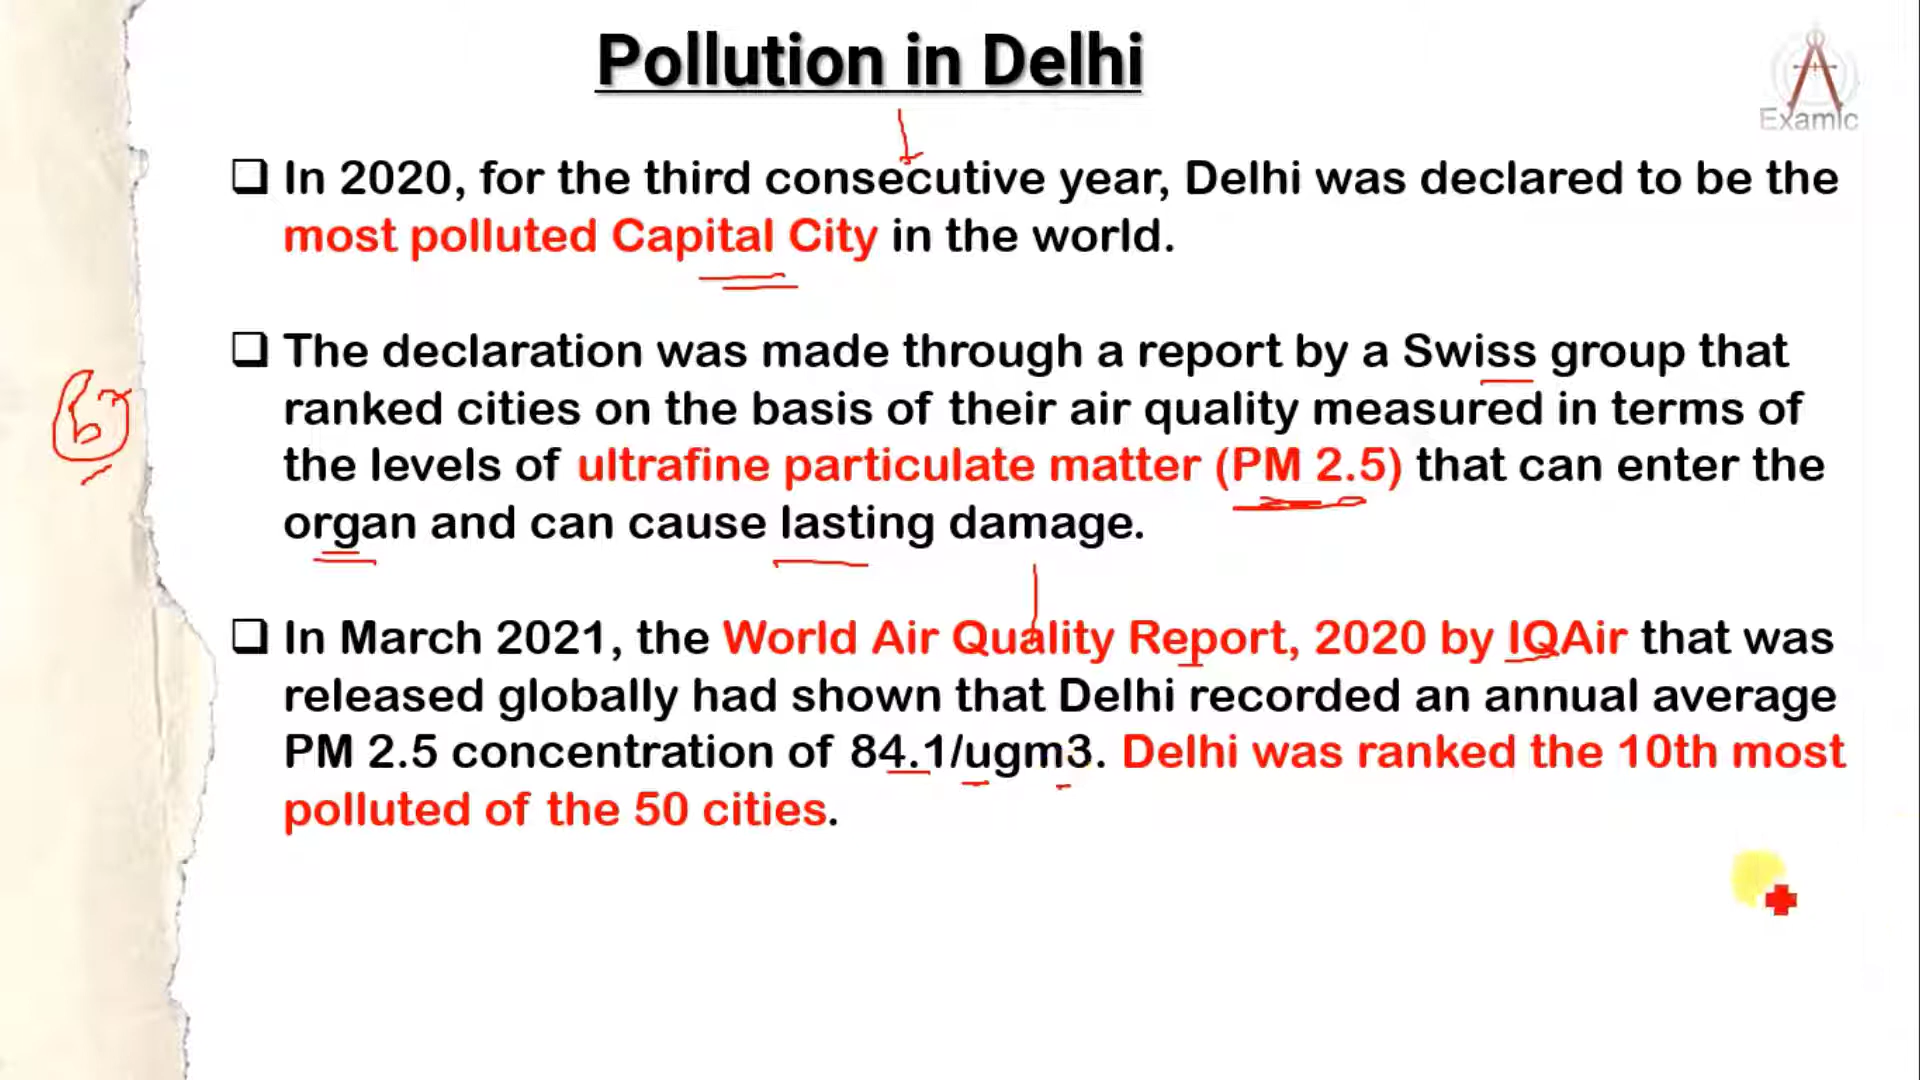 Pollution in Delhi
Examic
In 2020, for the third consecutive year, Delhi was declared to be the
most polluted Capital City in the world.
The declaration was made through a report by a Swiss group that
ranked cities on the basis of their air quality measured in terms of
the levels of ultrafine particulate matter (PM 2.5) that can enter the
organ and can cause lasting damage.
In March 2021, the World Air Quality Report, 2020 by IQAir that was
released globally had shown that Delhi recorded an annual average
PM 2.5 concentration of 84.1/ugm3. Delhi was ranked the 10th most
polluted of the 50 cities.